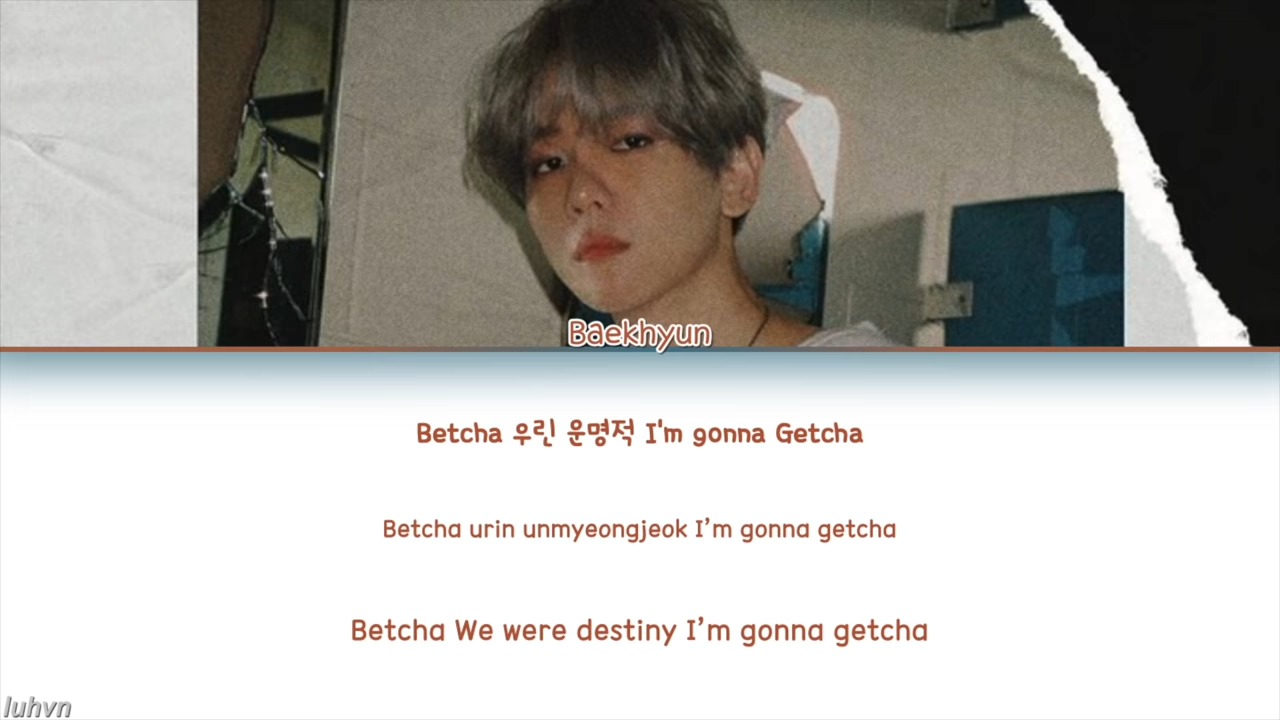 Baekhyun
Betcha 우린 운명적 I'm gonna Getcha
Betcha urin unmyeongjeok I’m gonna getcha
Betcha We were destiny I’m gonna getcha
luhvn